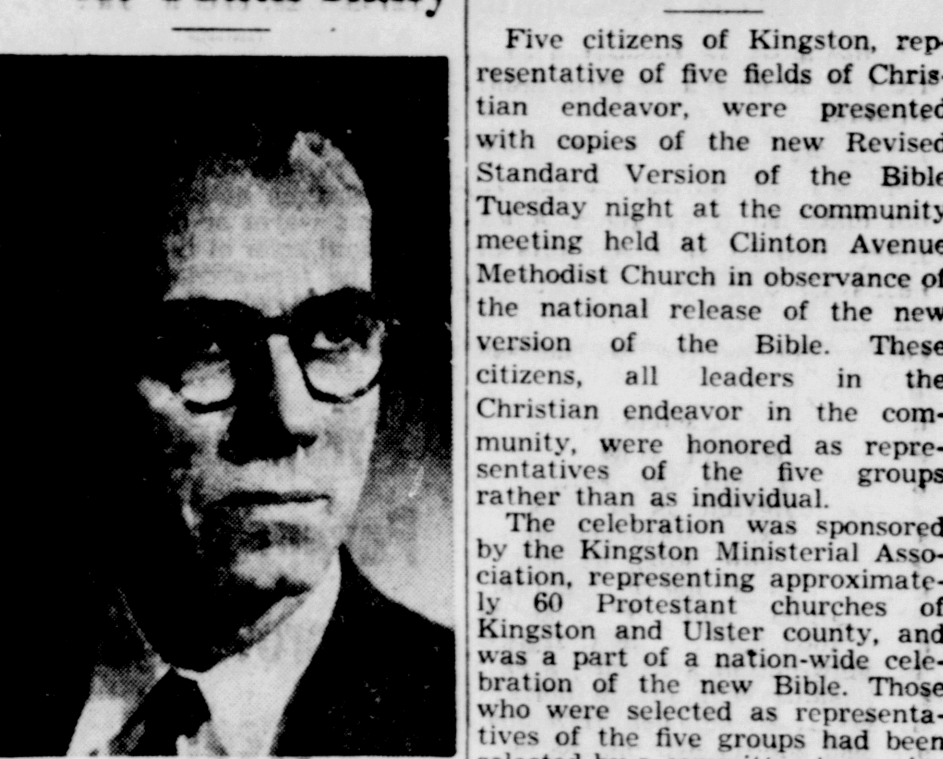 Five citizens of Kingston, rep-
resentative of five fields of Chris-
tian endeavor, were presented
with copies of the new Revised
Standard Version of the Bible
Tuesday night at the community
meeting held at Clinton Avenue
Methodist Church in observance of
the national release of the new
version of the Bible. These
citizens, all leaders in the
Christian endeavor in the com-
munity, were honored as repre-
sentatives of the five groups
rather than as individual.
The celebration was sponsored
by the Kingston Ministerial Asso-
ciation, representing approximate-
ly 60 Protestant churches of
Kingston and Ulster county, and
was a part of a nation-wide cele-
bration of the new Bible. Those
who were selected as representa-
tives of the five groups had been